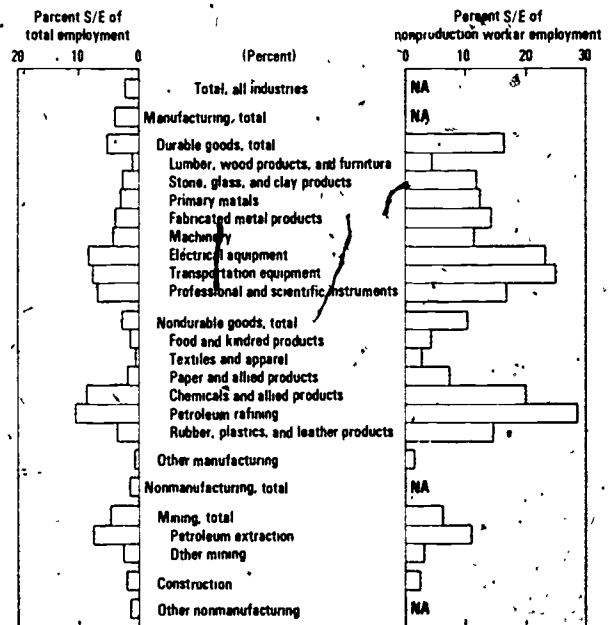 Percent S/E of
total employment
Percent S/E of
nonproduction workar employment
20 10 0 (Percent) 0 10 20 30
Total, all industries NA
Manufacturing, total NA
Durable goods, total
Lumber, wood products, and furnitura
Stone, glass, and clay products
Primary matals
Fabricated metal products
Machinery
Electrical equipment
Transportation equipment
Professional and scientific instruments
Nondurable goods, total
Food and kindred products
Textiles and apparel
Paper and allied products
Chemicals and allied products
Petroleum refining
Rubber, plastics, and leather products
Other manufacturing
Nonmanufacturing, total NA
Mining, total
Petroleum extraction
Other mining
Construction
Other nonmanufacturing NA